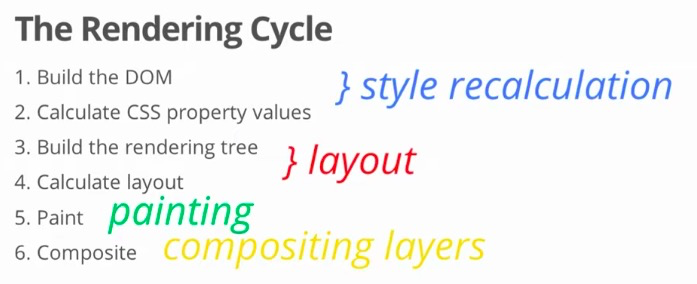 The Rendering Cycle
1. Build the DOM
} style recalculation
2. Calculate CSS property values
3. Build the rendering tree
} layout
4. Calculate layout
5. Paint painting
6. Composite compositing layers